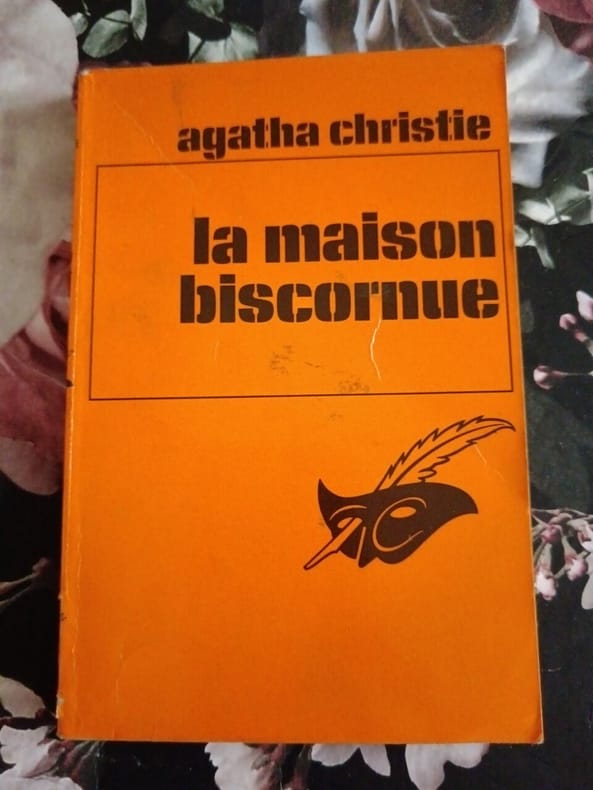 agatha christie
la maison
biscornue